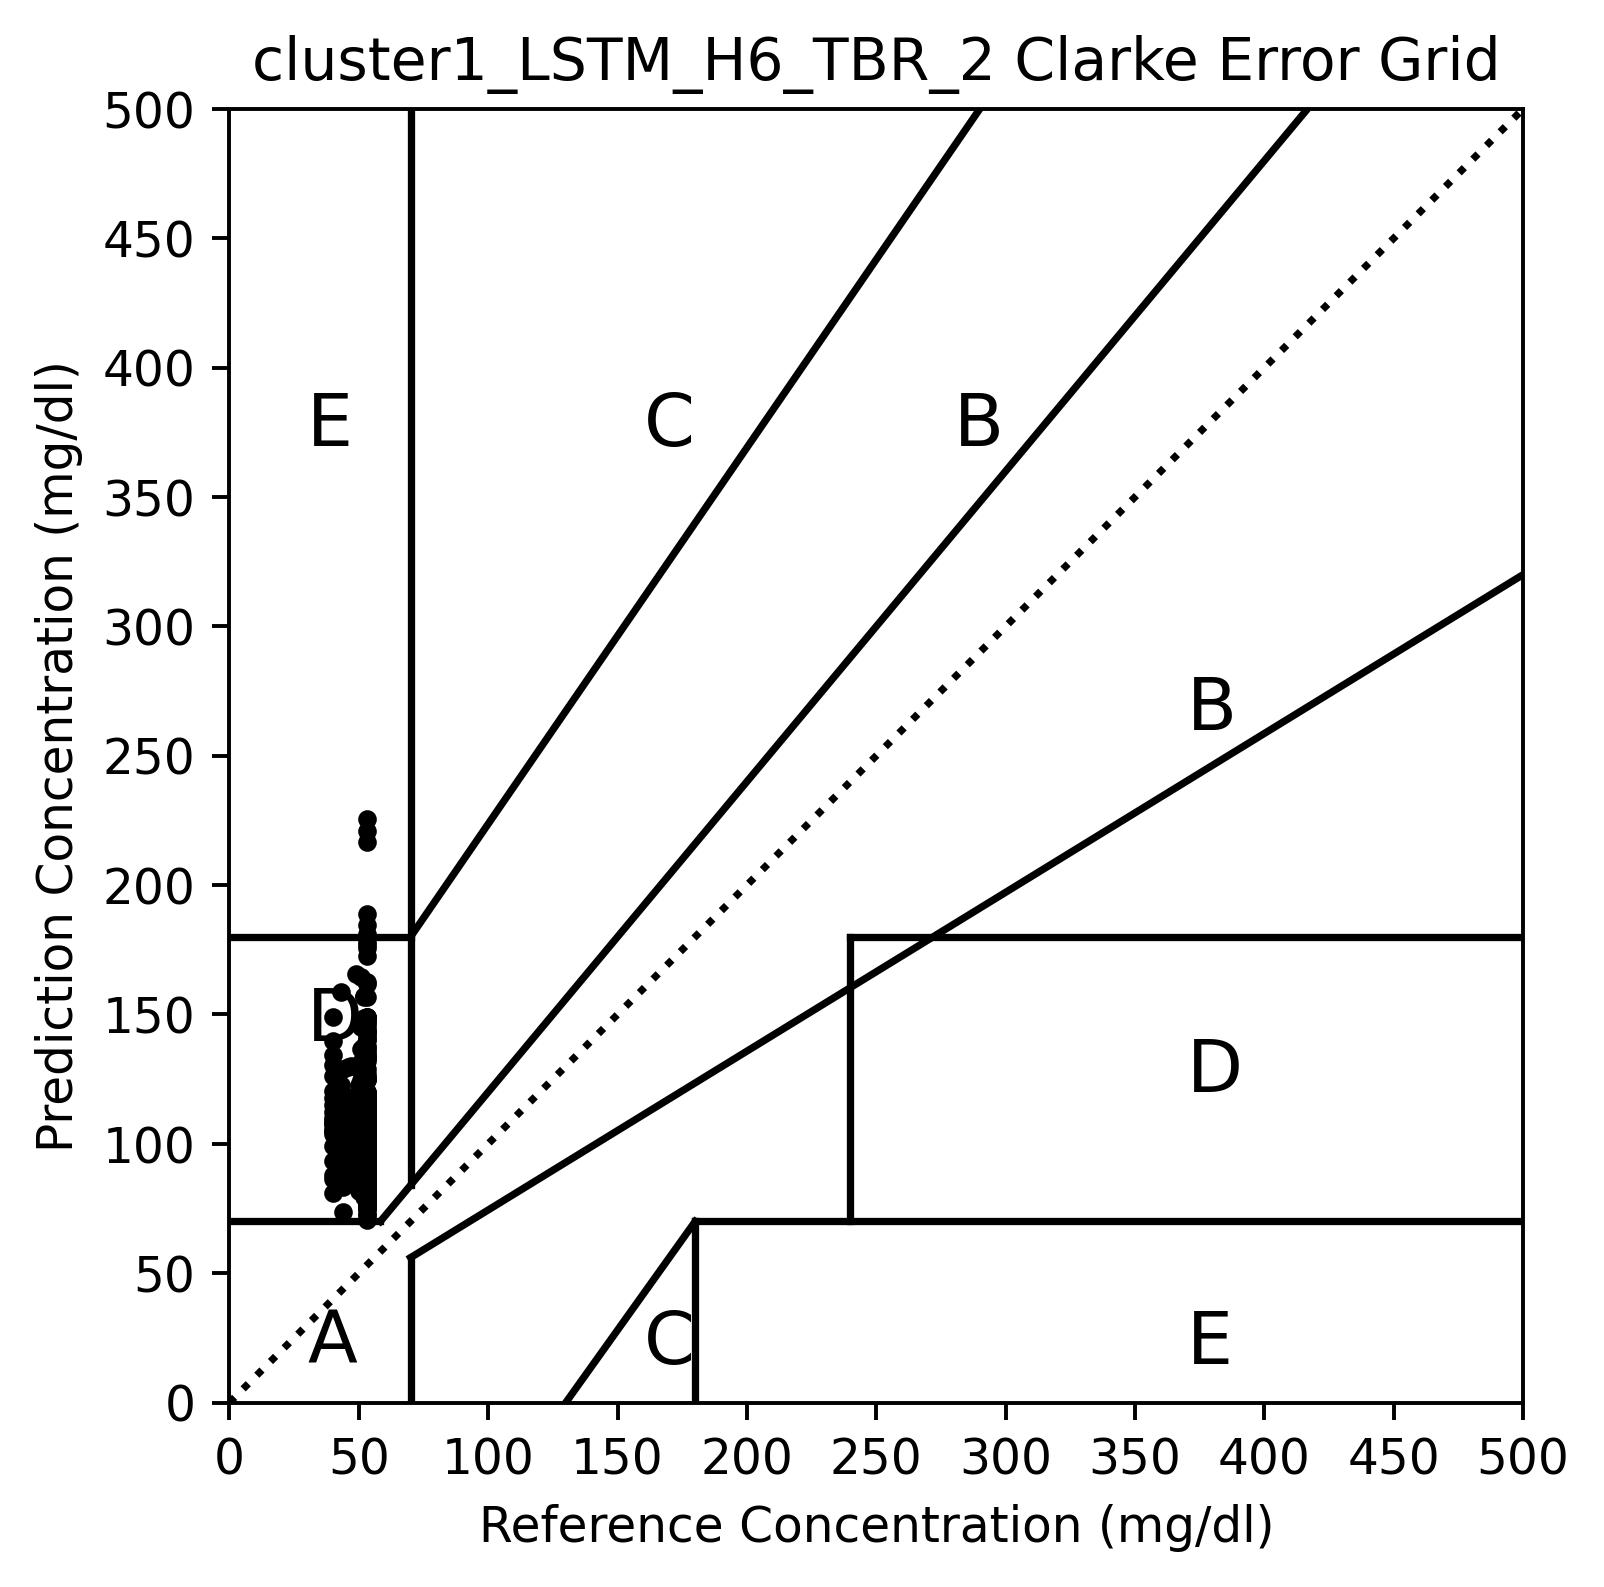 cluster1_LSTM_H6_TBR_2 Clarke Error Grid
500
450
400
350
300
250
200
150
100
50
0
Prediction Concentration (mg/dl)
E
C
B
B
D
D
A
C
E
0 50 100 150 200 250 300 350 400 450 500
Reference Concentration (mg/dl)